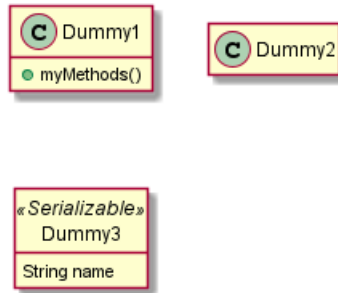 C Dummy1
myMethods()
C Dummy2
«Serializable»
Dummy3
String name